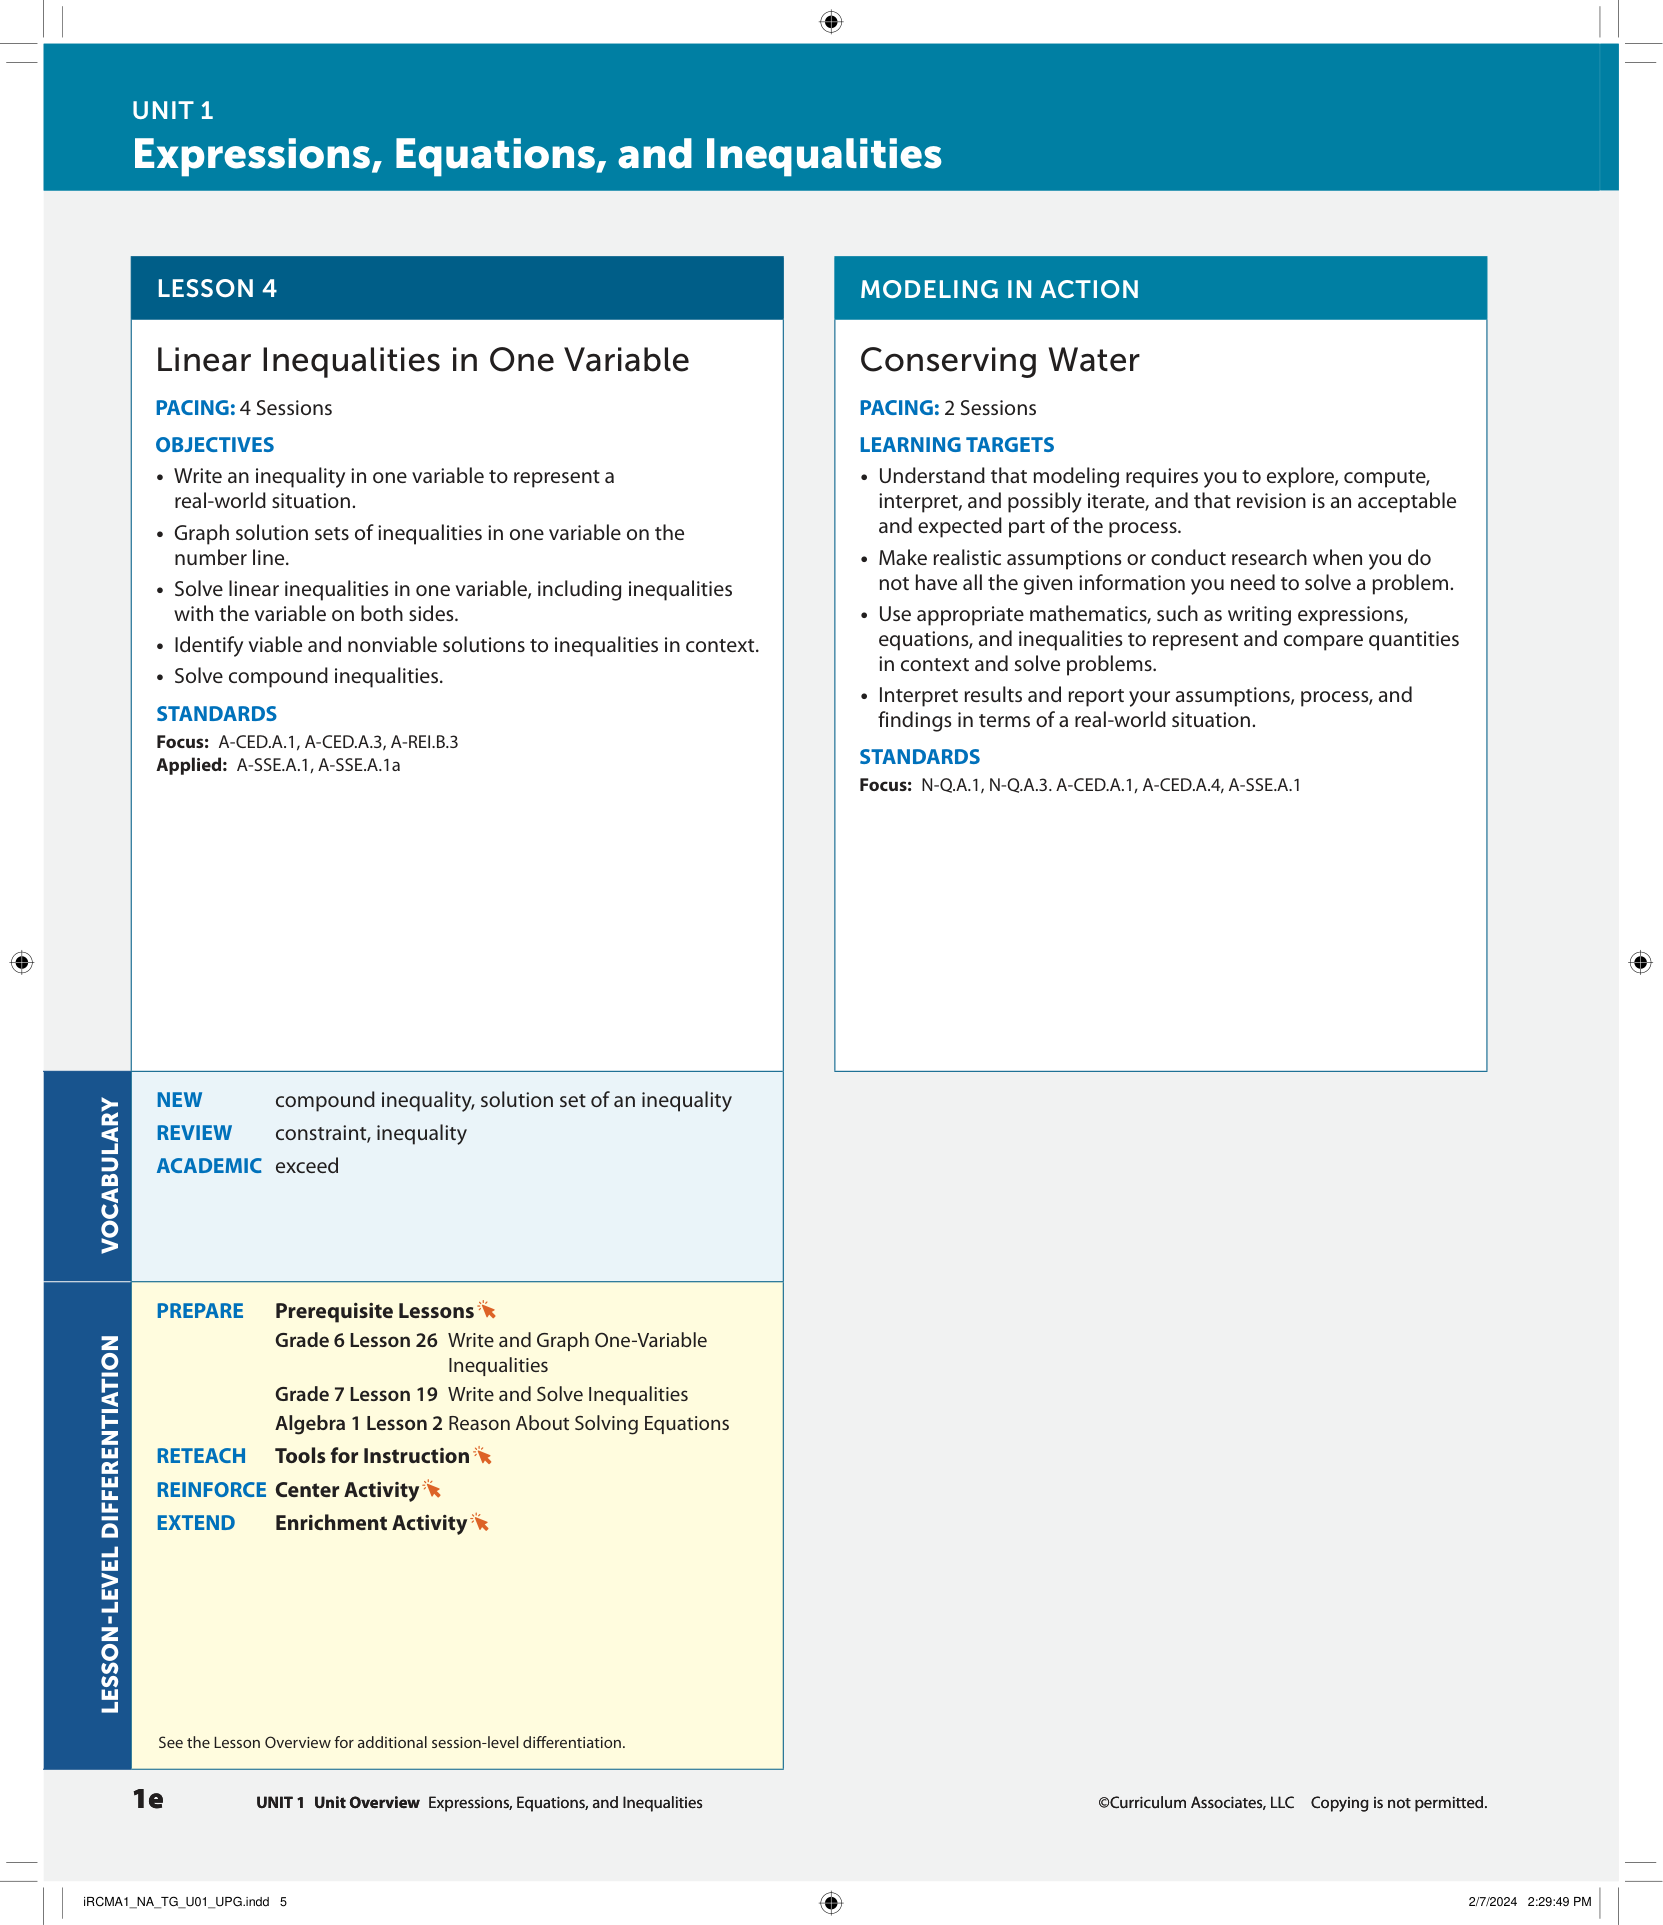 UNIT 1
Expressions, Equations, and Inequalities
LESSON 4
Linear Inequalities in One Variable
PACING: 4 Sessions
OBJECTIVES
• Write an inequality in one variable to represent a
real-world situation.
• Graph solution sets of inequalities in one variable on the
number line.
• Solve linear inequalities in one variable, including inequalities
with the variable on both sides.
• Identify viable and nonviable solutions to inequalities in context.
• Solve compound inequalities.
STANDARDS
Focus: A-CED.A.1, A-CED.A.3, A-REI.B.3
Applied: A-SSE.A.1, A-SSE.A.1a
MODELING IN ACTION
Conserving Water
PACING: 2 Sessions
LEARNING TARGETS
• Understand that modeling requires you to explore, compute,
interpret, and possibly iterate, and that revision is an acceptable
and expected part of the process.
• Make realistic assumptions or conduct research when you do
not have all the given information you need to solve a problem.
• Use appropriate mathematics, such as writing expressions,
equations, and inequalities to represent and compare quantities
in context and solve problems.
• Interpret results and report your assumptions, process, and
findings in terms of a real-world situation.
STANDARDS
Focus: N-Q.A.1, N-Q.A.3. A-CED.A.1, A-CED.A.4, A-SSE.A.1
VOCABULARY
NEW compound inequality, solution set of an inequality
REVIEW constraint, inequality
ACADEMIC exceed
LESSON-LEVEL DIFFERENTIATION
PREPARE Prerequisite Lessons
Grade 6 Lesson 26 Write and Graph One-Variable
Inequalities
Grade 7 Lesson 19 Write and Solve Inequalities
Algebra 1 Lesson 2 Reason About Solving Equations
RETEACH Tools for Instruction
REINFORCE Center Activity
EXTEND Enrichment Activity
See the Lesson Overview for additional session-level differentiation.
1e UNIT 1 Unit Overview Expressions, Equations, and Inequalities
©Curriculum Associates, LLC Copying is not permitted.
iRCMA1_NA_TG_U01_UPG.indd 5
2/7/2024 2:29:49 PM